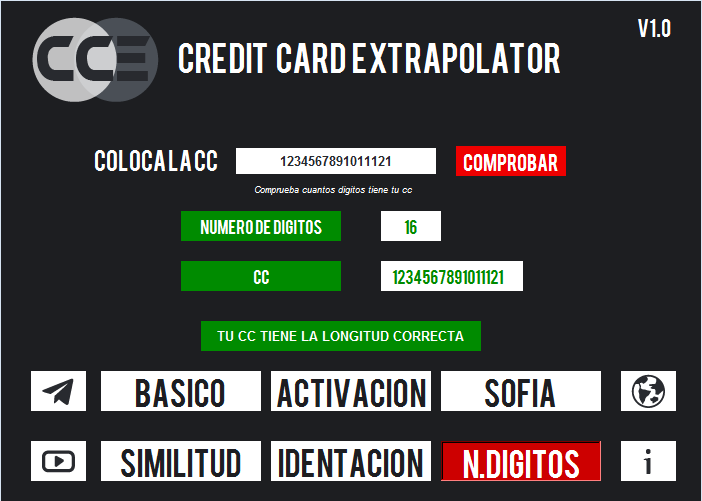 V1.0
CCE
CREDIT CARD EXTRAPOLATOR
COLOCA LA CC
1234567891011121
COMPROBAR
Comprueba cuantos digitos tiene tu cc
NUMERO DE DIGITOS
16
CC
1234567891011121
TU CC TIENE LA LONGITUD CORRECTA
BASICO
ACTIVACION
SOFIA
SIMILITUD
IDENTACION
N.DIGITOS
i